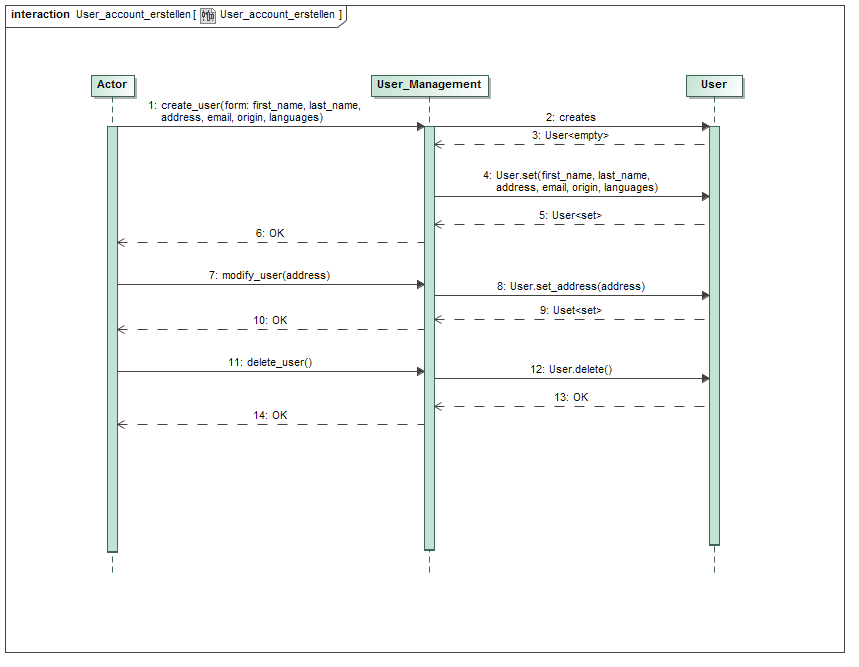 interaction User_account_erstellen [ User_account_erstellen ]
Actor
User_Management
User
1: create_user(form: first_name, last_name,
address, email, origin, languages)
2: creates
3: User<empty>
4: User.set(first_name, last_name,
address, email, origin, languages)
5: User<set>
6: OK
7: modify_user(address)
8: User.set_address(address)
9: Uset<set>
10: OK
11: delete_user()
12: User.delete()
13: OK
14: OK